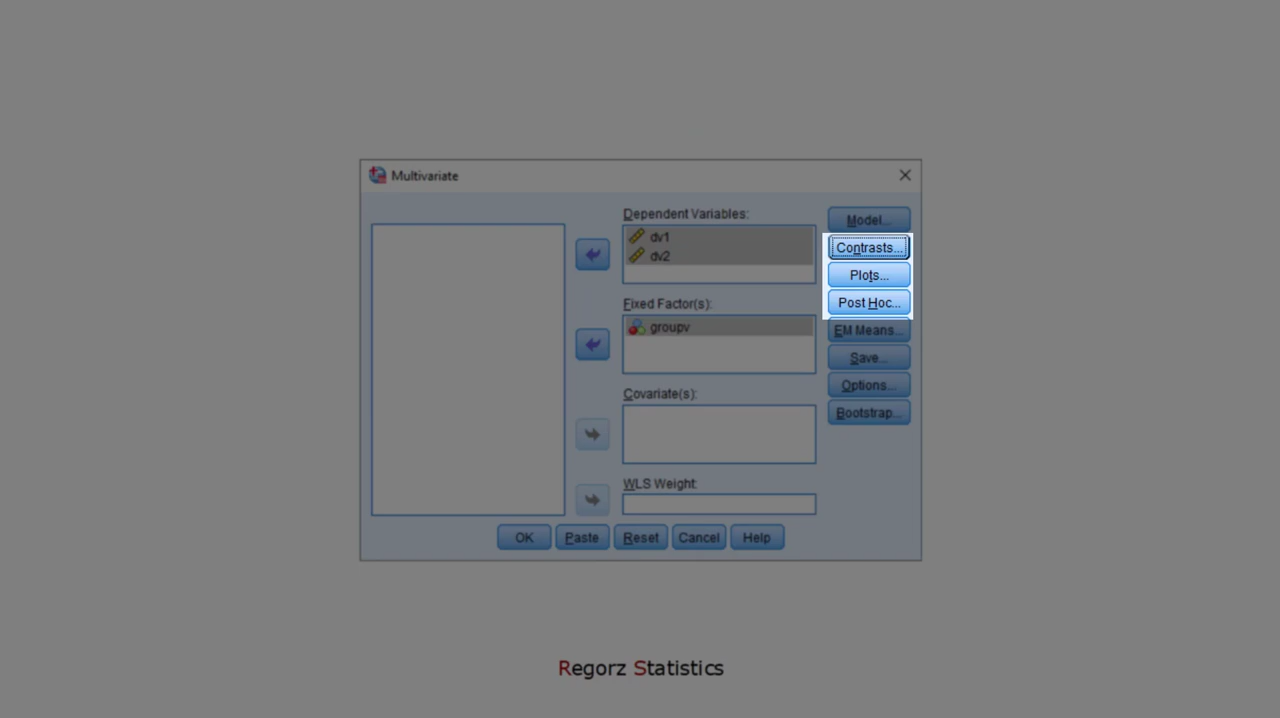 Multivariate
Dependent Variables:
dv1
dv2
Fixed Factor(s):
groupv
Covariate(s):
WLS Weight:
Model...
Contrasts...
Plots...
Post Hoc...
EM Means...
Save...
Options...
Bootstrap...
OK Paste Reset Cancel Help
Regorz Statistics